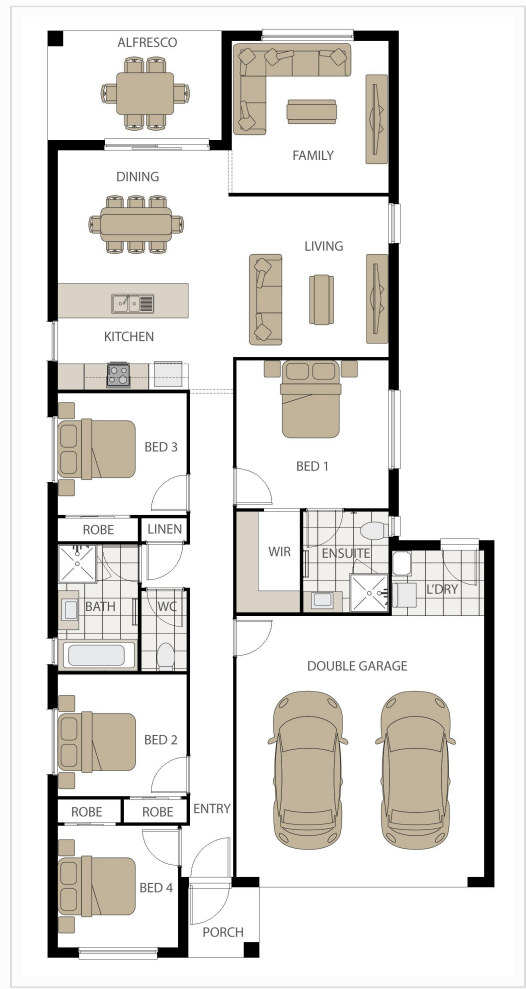 ALFRESCO
FAMILY
DINING
LIVING
KITCHEN
BED 3
BED 1
ROBE
LINEN
WIR
ENSUITE
BATH
WC
L'DRY
DOUBLE GARAGE
BED 2
ROBE
ROBE
ENTRY
BED 4
PORCH